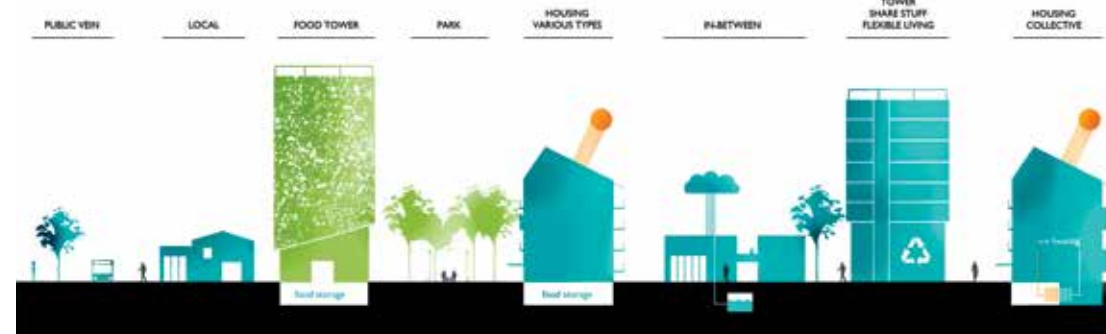 PUBLIC VEIN
LOCAL
FOOD TOWER
PARK
HOUSING
VARIOUS TYPES
IN-BETWEEN
TOWER
SHARE STUFF
FLEXIBLE LIVING
HOUSING
COLLECTIVE
food storage
food storage
heating